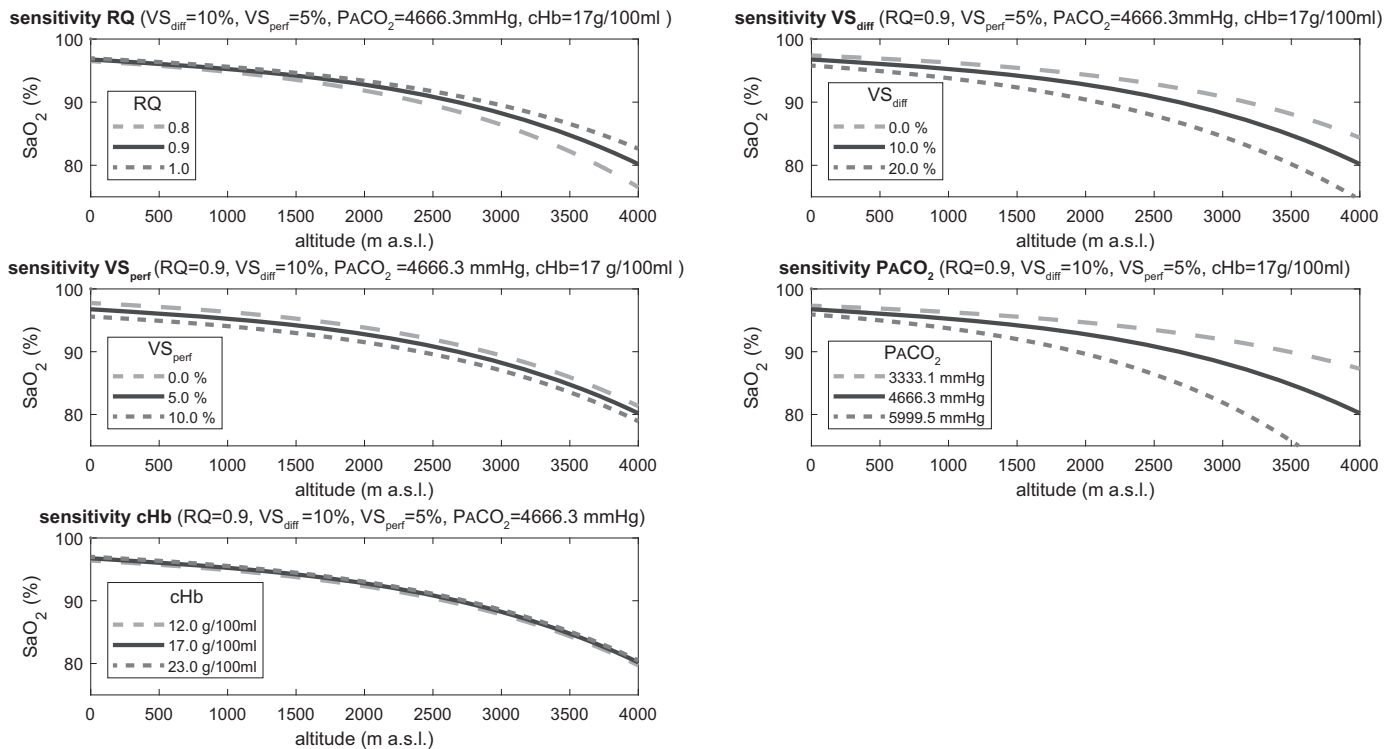 sensitivity RQ (VSdiff=10%, VSperf=5%, PACO2=4666.3mmHg, cHb=17g/100ml )
100
90
80
SaO2 (%)
RQ
0.8
0.9
1.0
0 500 1000 1500 2000 2500 3000 3500 4000
altitude (m a.s.l.)
sensitivity VSdiff (RQ=0.9, VSperf=5%, PACO2=4666.3mmHg, cHb=17g/100ml)
100
90
80
SaO2 (%)
VSdiff
0.0 %
10.0 %
20.0 %
0 500 1000 1500 2000 2500 3000 3500 4000
altitude (m a.s.l.)
sensitivity VSperf (RQ=0.9, VSdiff=10%, PACO2 =4666.3 mmHg, cHb=17 g/100ml )
100
90
80
SaO2 (%)
VSperf
0.0 %
5.0 %
10.0 %
0 500 1000 1500 2000 2500 3000 3500 4000
altitude (m a.s.l.)
sensitivity PACO2 (RQ=0.9, VSdiff=10%, VSperf=5%, cHb=17g/100ml)
100
90
80
SaO2 (%)
PACO2
3333.1 mmHg
4666.3 mmHg
5999.5 mmHg
0 500 1000 1500 2000 2500 3000 3500 4000
altitude (m a.s.l.)
sensitivity cHb (RQ=0.9, VSdiff=10%, VSperf=5%, PACO2=4666.3 mmHg)
100
90
80
SaO2 (%)
cHb
12.0 g/100ml
17.0 g/100ml
23.0 g/100ml
0 500 1000 1500 2000 2500 3000 3500 4000
altitude (m a.s.l.)